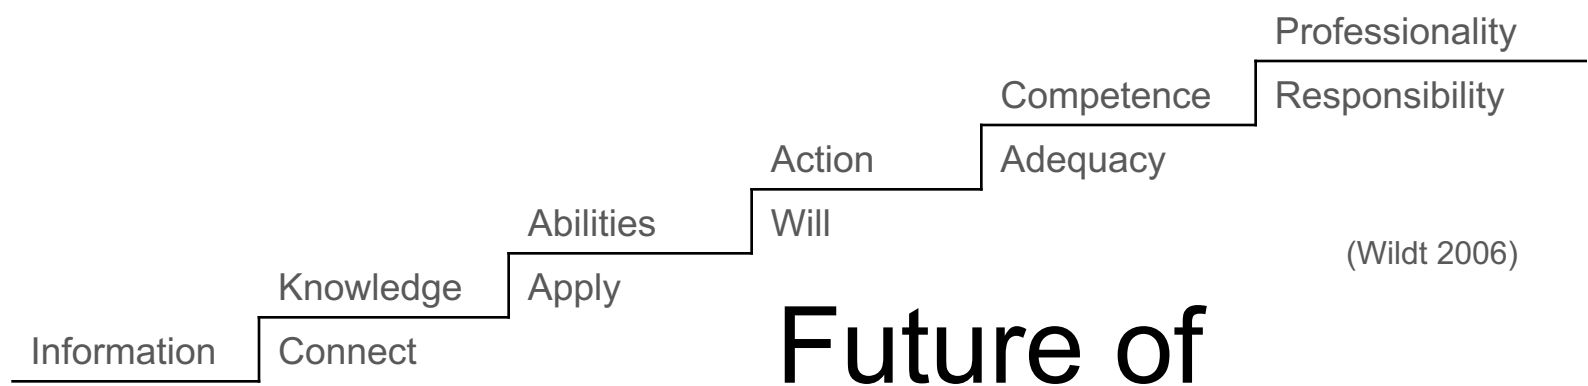 Professionality
Competence Responsibility
Action Adequacy
Abilities Will
(Wildt 2006)
Knowledge Apply
Information Connect
Future of